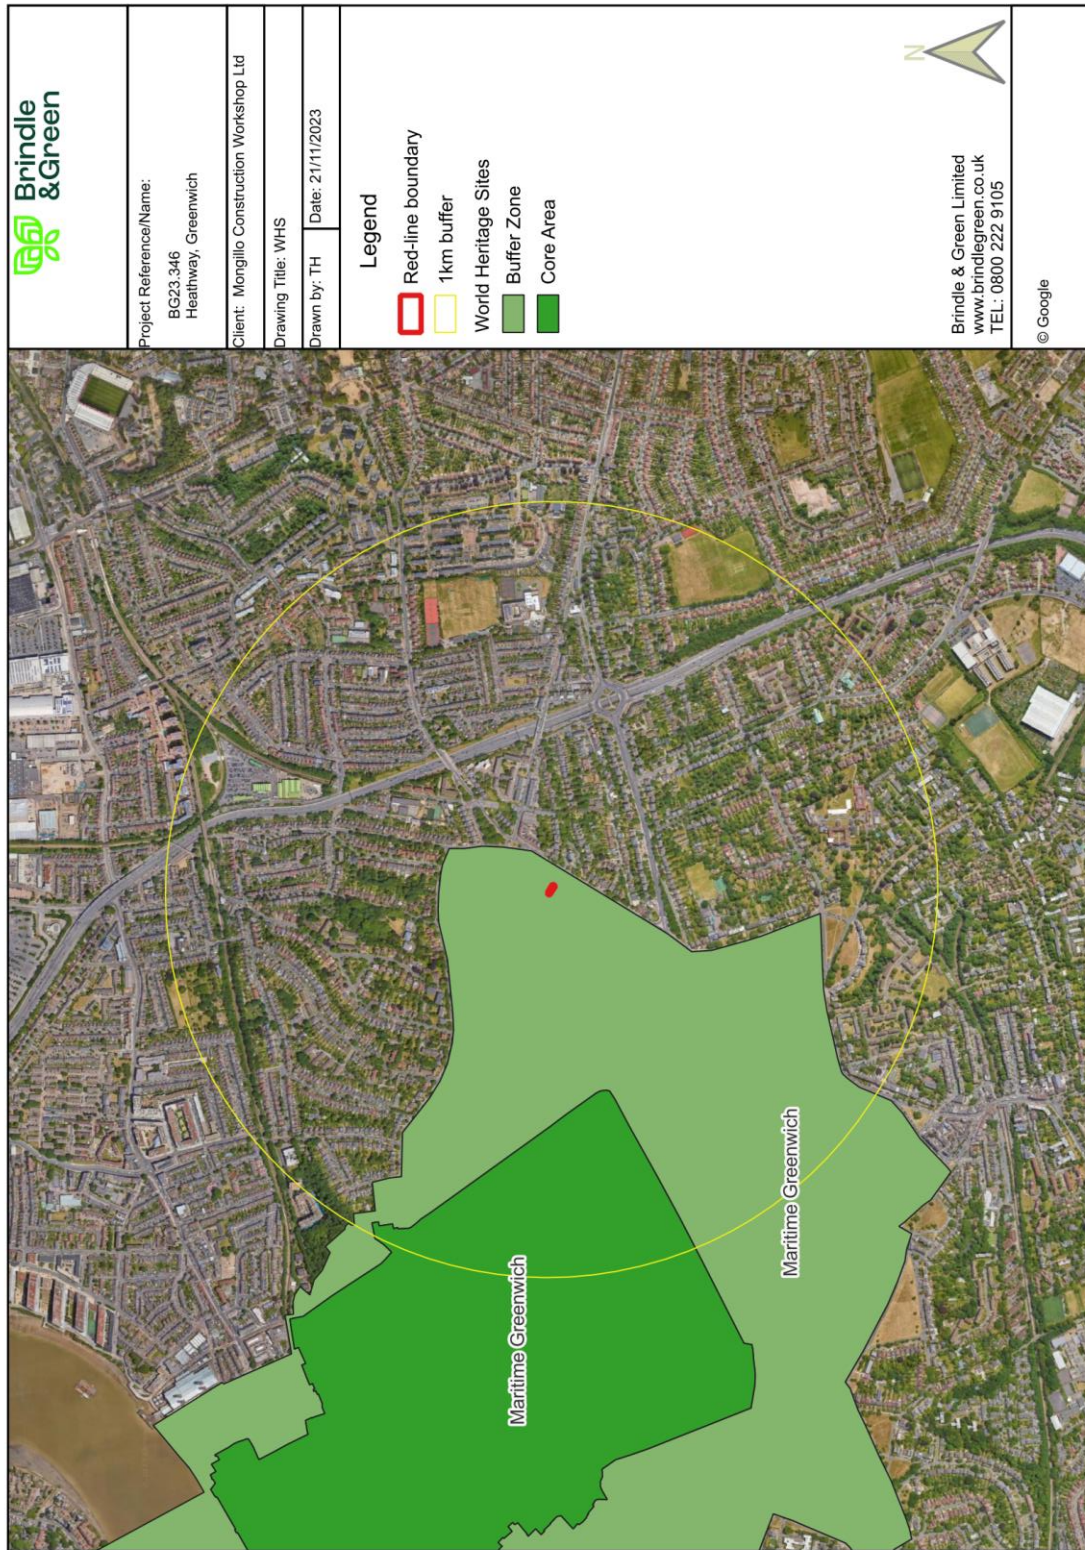 Brindle
&Green
Project Reference/Name:
BG23.346
Heathway, Greenwich
Client: Mongillo Construction Workshop Ltd
Drawing Title: WHS
Drawn by: TH
Date: 21/11/2023
Legend
Red-line boundary
1km buffer
World Heritage Sites
Buffer Zone
Core Area
N
Brindle & Green Limited
www.brindlegreen.co.uk
TEL: 0800 222 9105
© Google
Maritime Greenwich
Maritime Greenwich